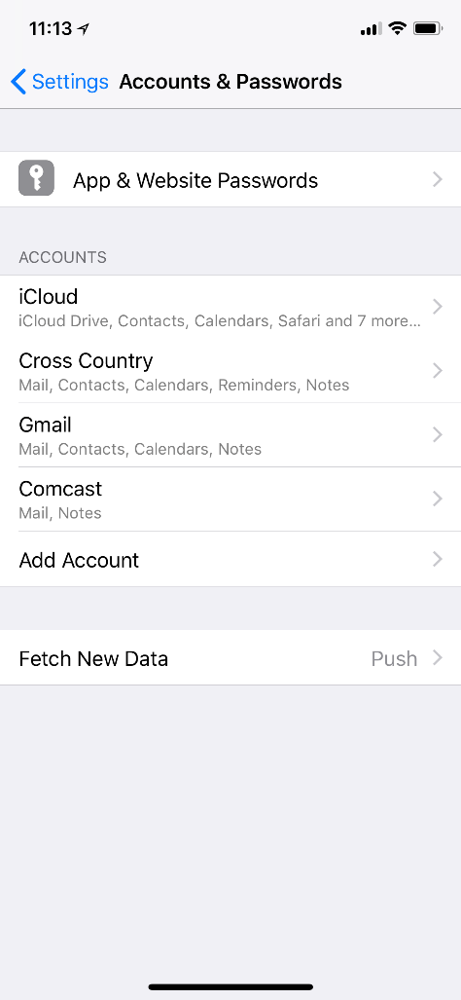 11:13
Settings Accounts & Passwords
App & Website Passwords
ACCOUNTS
iCloud
iCloud Drive, Contacts, Calendars, Safari and 7 more...
Cross Country
Mail, Contacts, Calendars, Reminders, Notes
Gmail
Mail, Contacts, Calendars, Notes
Comcast
Mail, Notes
Add Account
Fetch New Data Push